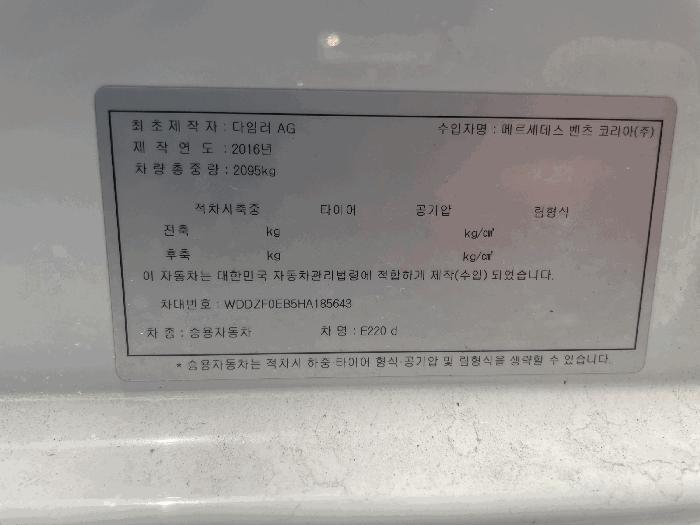 최초제작자 : 다임러 AG 수입자명 : 메르세데스 벤츠 코리아(주)
제 작 연 도 : 2016년
차량총중량 : 2095kg
적차시축중 타이어 공기압 림형식
전축 kg kg/㎠
후축 kg kg/㎠
이 자동차는 대한민국 자동차관리법령에 적합하게 제작(수입) 되었습니다.
차대번호 : WDDZF0EB5HA185643
차 종 : 승용자동차 차 명 : E220 d
* 승용자동차는 적차시 하중·타이어 형식·공기압 및 림형식을 생략할 수 있습니다.